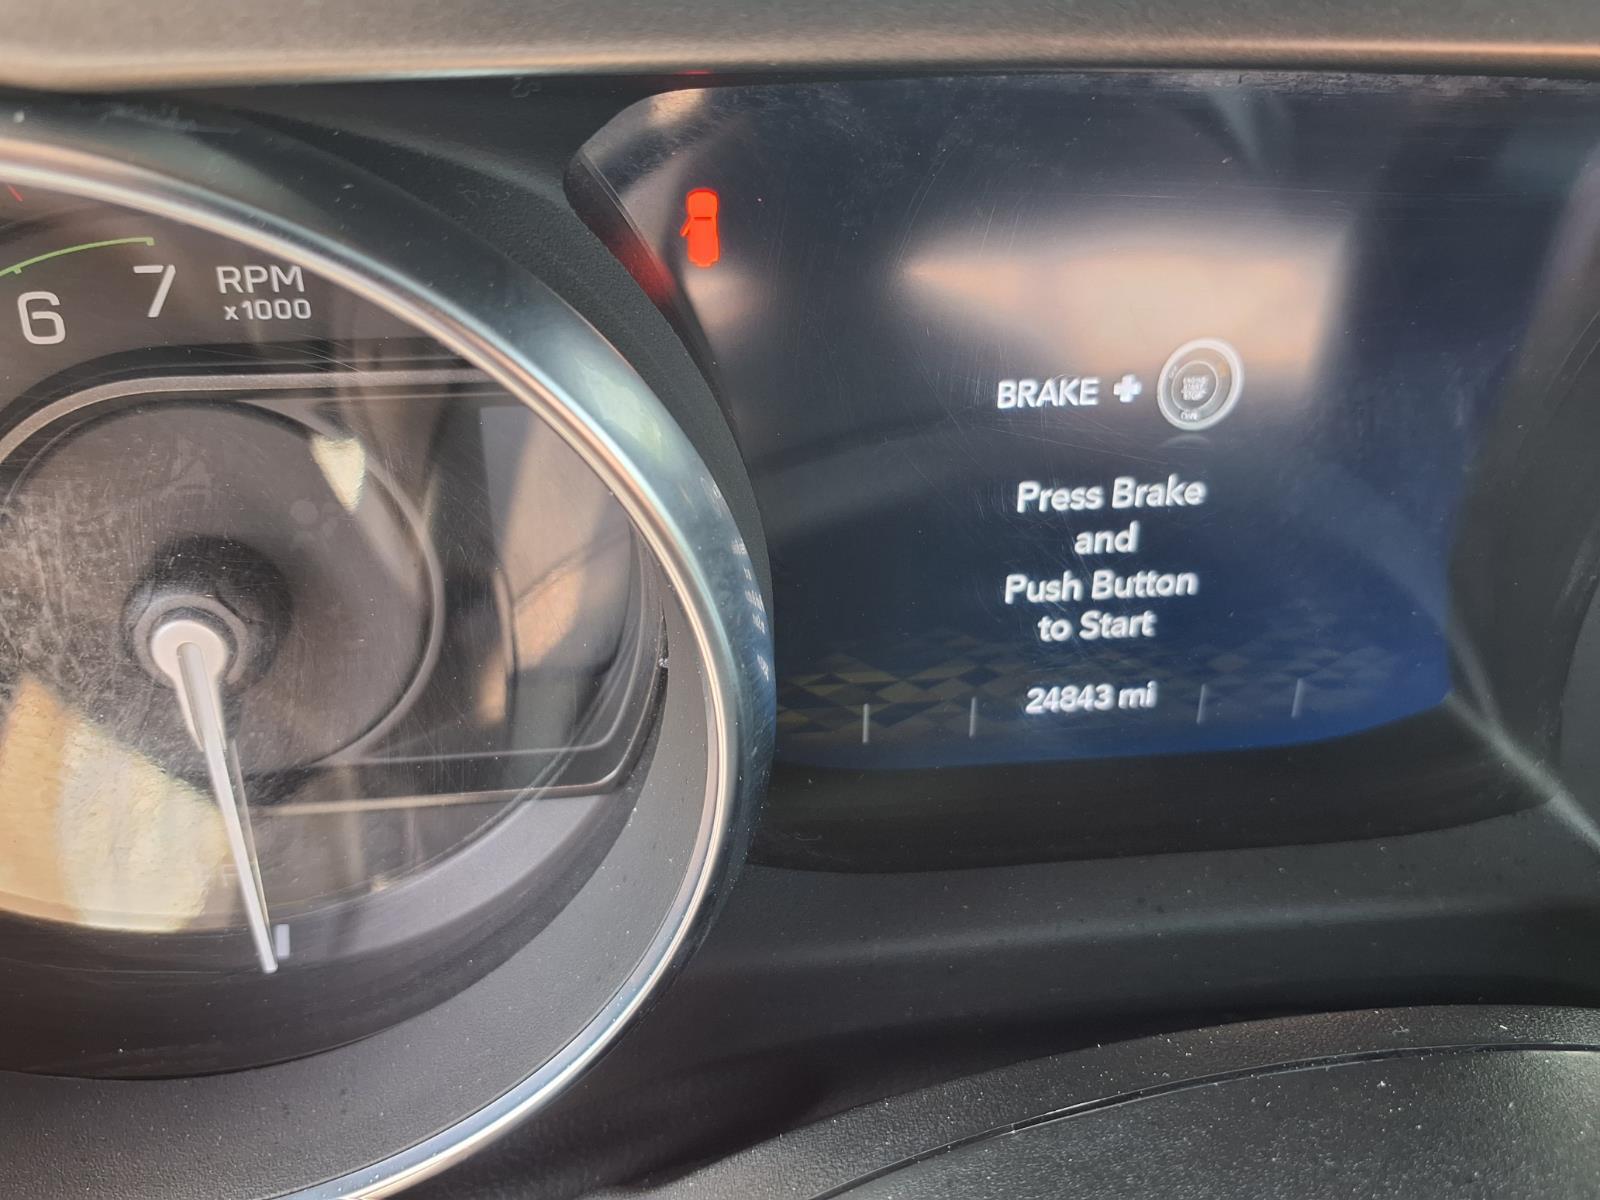 6
7
RPM
x1000
BRAKE
Press Brake
and
Push Button
to Start
24843 mi